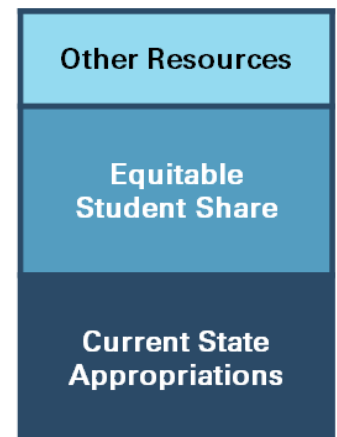 Other Resources
Equitable
Student Share
Current State
Appropriations